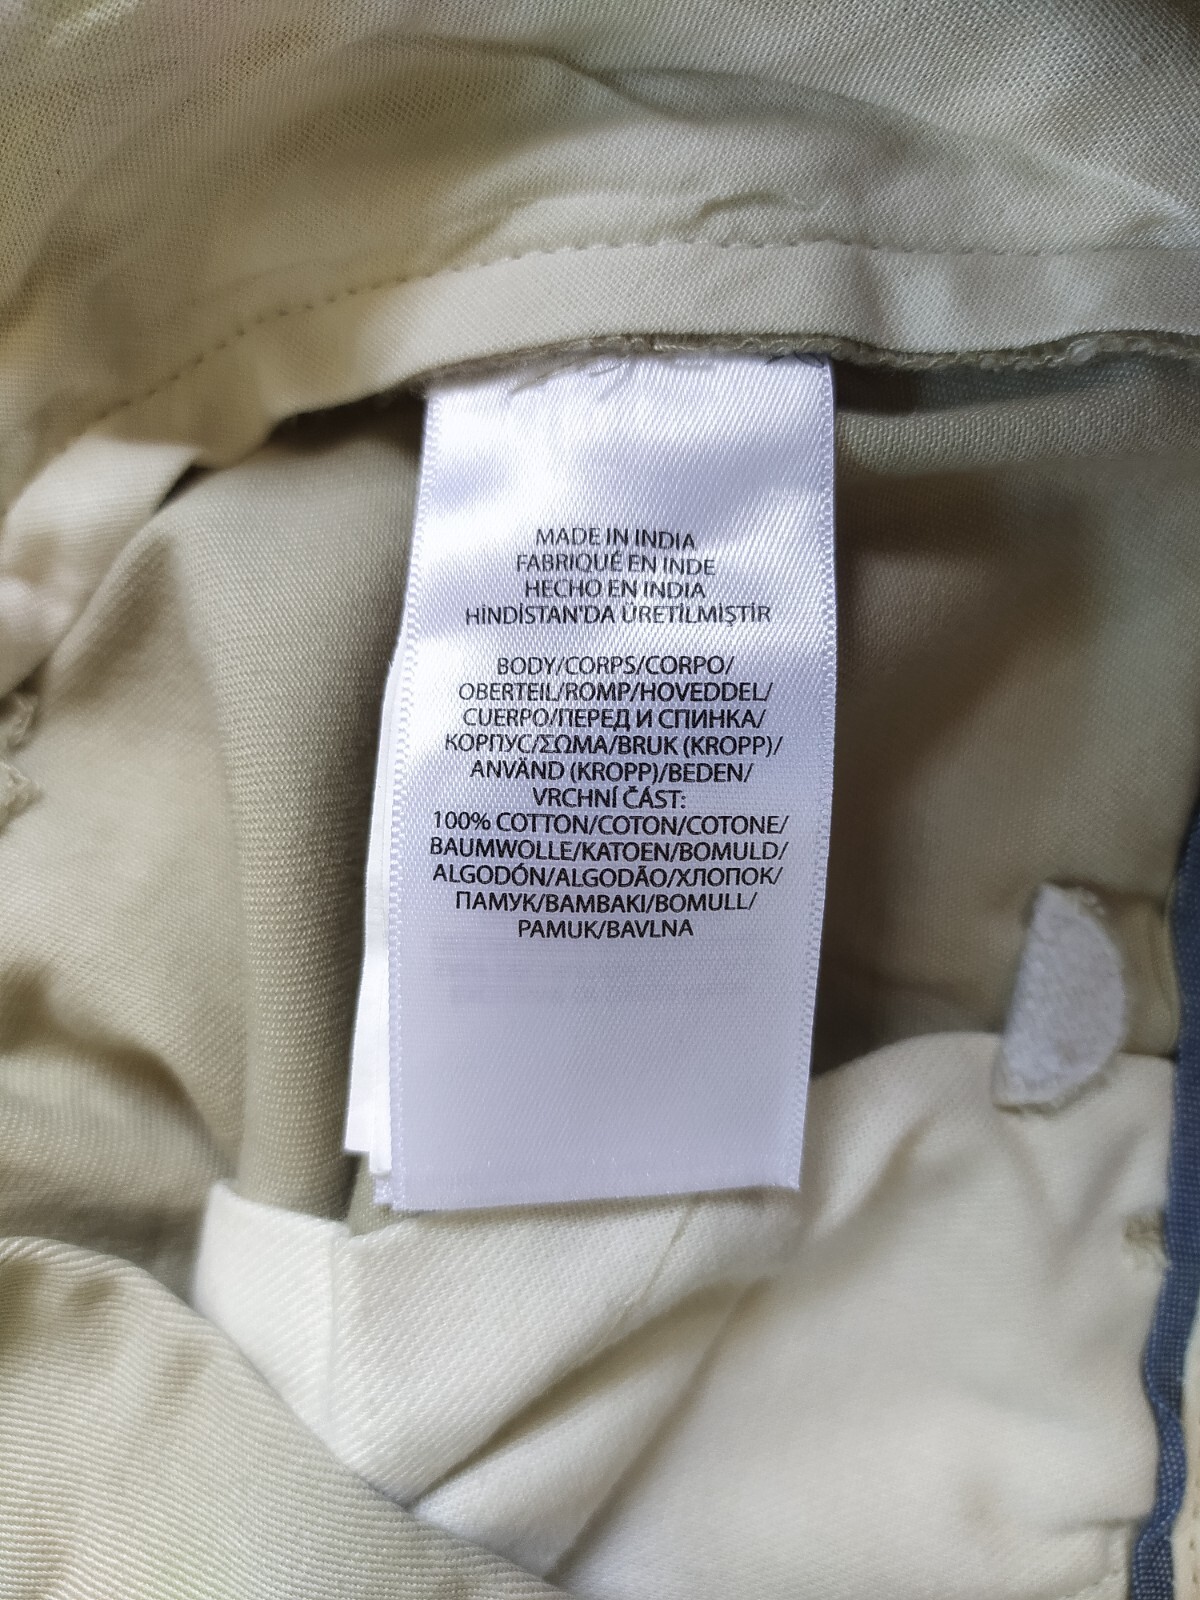 MADE IN INDIA
FABRIQUÉ EN INDE
HECHO EN INDIA
HİNDİSTAN'DA ÜRETİLMİŞTİR
BODY/CORPS/CORPO/
OBERTEIL/ROMP/HOVEDDEL/
CUERPO/ПЕРЕД И СПИНКА/
КОРПУС/ΣΩΜΑ/BRUK (KROPP)/
ANVÄND (KROPP)/BEDEN/
VRCHNÍ ČÁST:
100% COTTON/COTON/COTONE/
BAUMWOLLE/KATOEN/BOMULD/
ALGODÓN/ALGODÃO/ХЛОПОК/
ПАМУК/ΒΑΜΒΑΚΙ/BOMULL/
PAMUK/BAVLNA